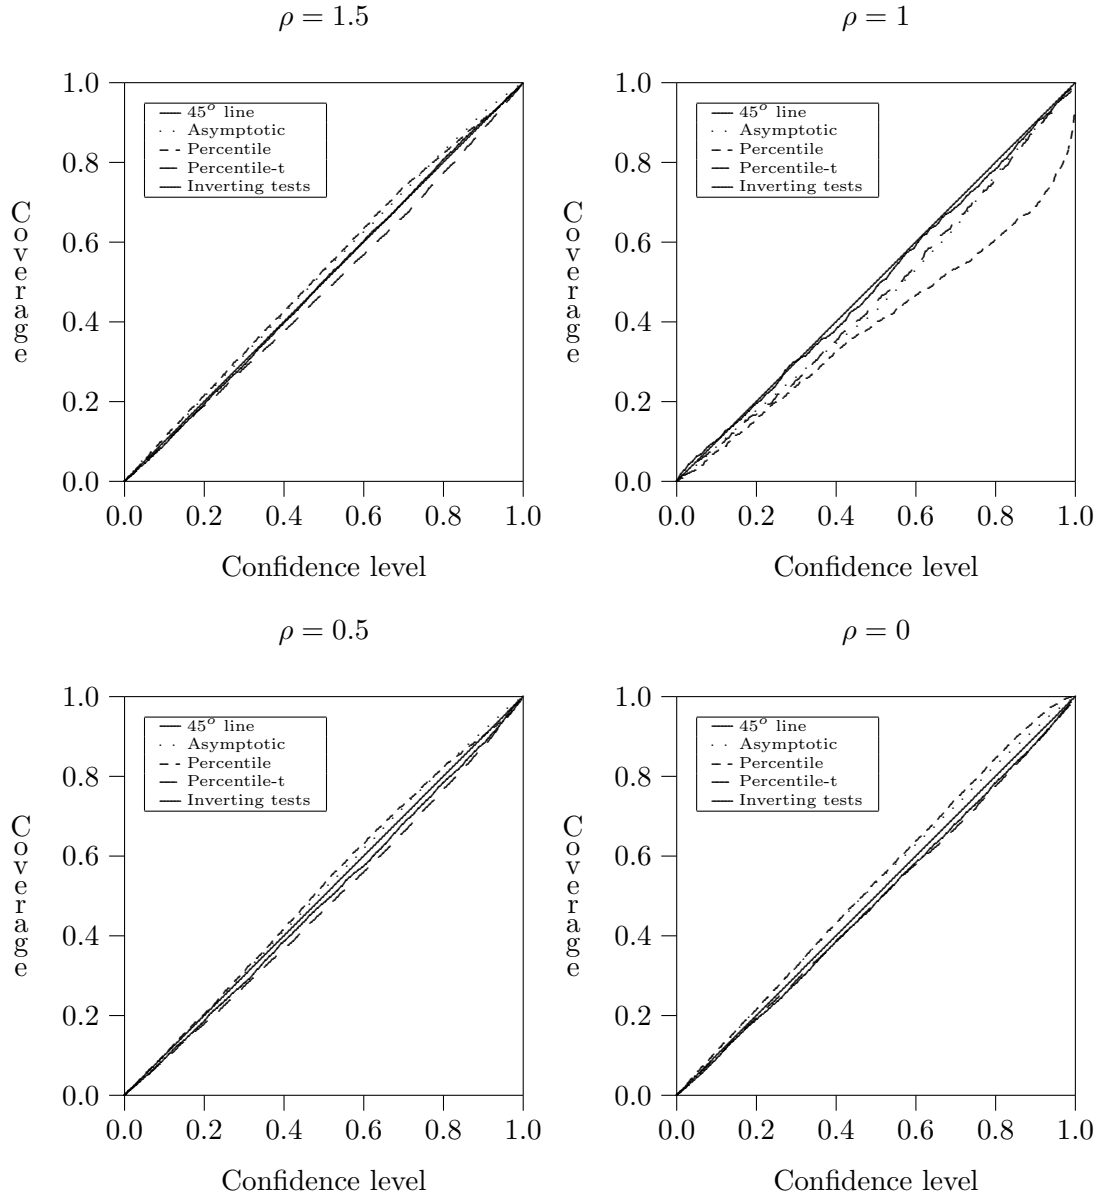 ρ = 1.5
1.0
0.8
0.6
0.4
0.2
0.0
Coverage
45° line
Asymptotic
Percentile
Percentile-t
Inverting tests
0.0 0.2 0.4 0.6 0.8 1.0
Confidence level
ρ = 1
1.0
0.8
0.6
0.4
0.2
0.0
Coverage
45° line
Asymptotic
Percentile
Percentile-t
Inverting tests
0.0 0.2 0.4 0.6 0.8 1.0
Confidence level
ρ = 0.5
1.0
0.8
0.6
0.4
0.2
0.0
Coverage
45° line
Asymptotic
Percentile
Percentile-t
Inverting tests
0.0 0.2 0.4 0.6 0.8 1.0
Confidence level
ρ = 0
1.0
0.8
0.6
0.4
0.2
0.0
Coverage
45° line
Asymptotic
Percentile
Percentile-t
Inverting tests
0.0 0.2 0.4 0.6 0.8 1.0
Confidence level